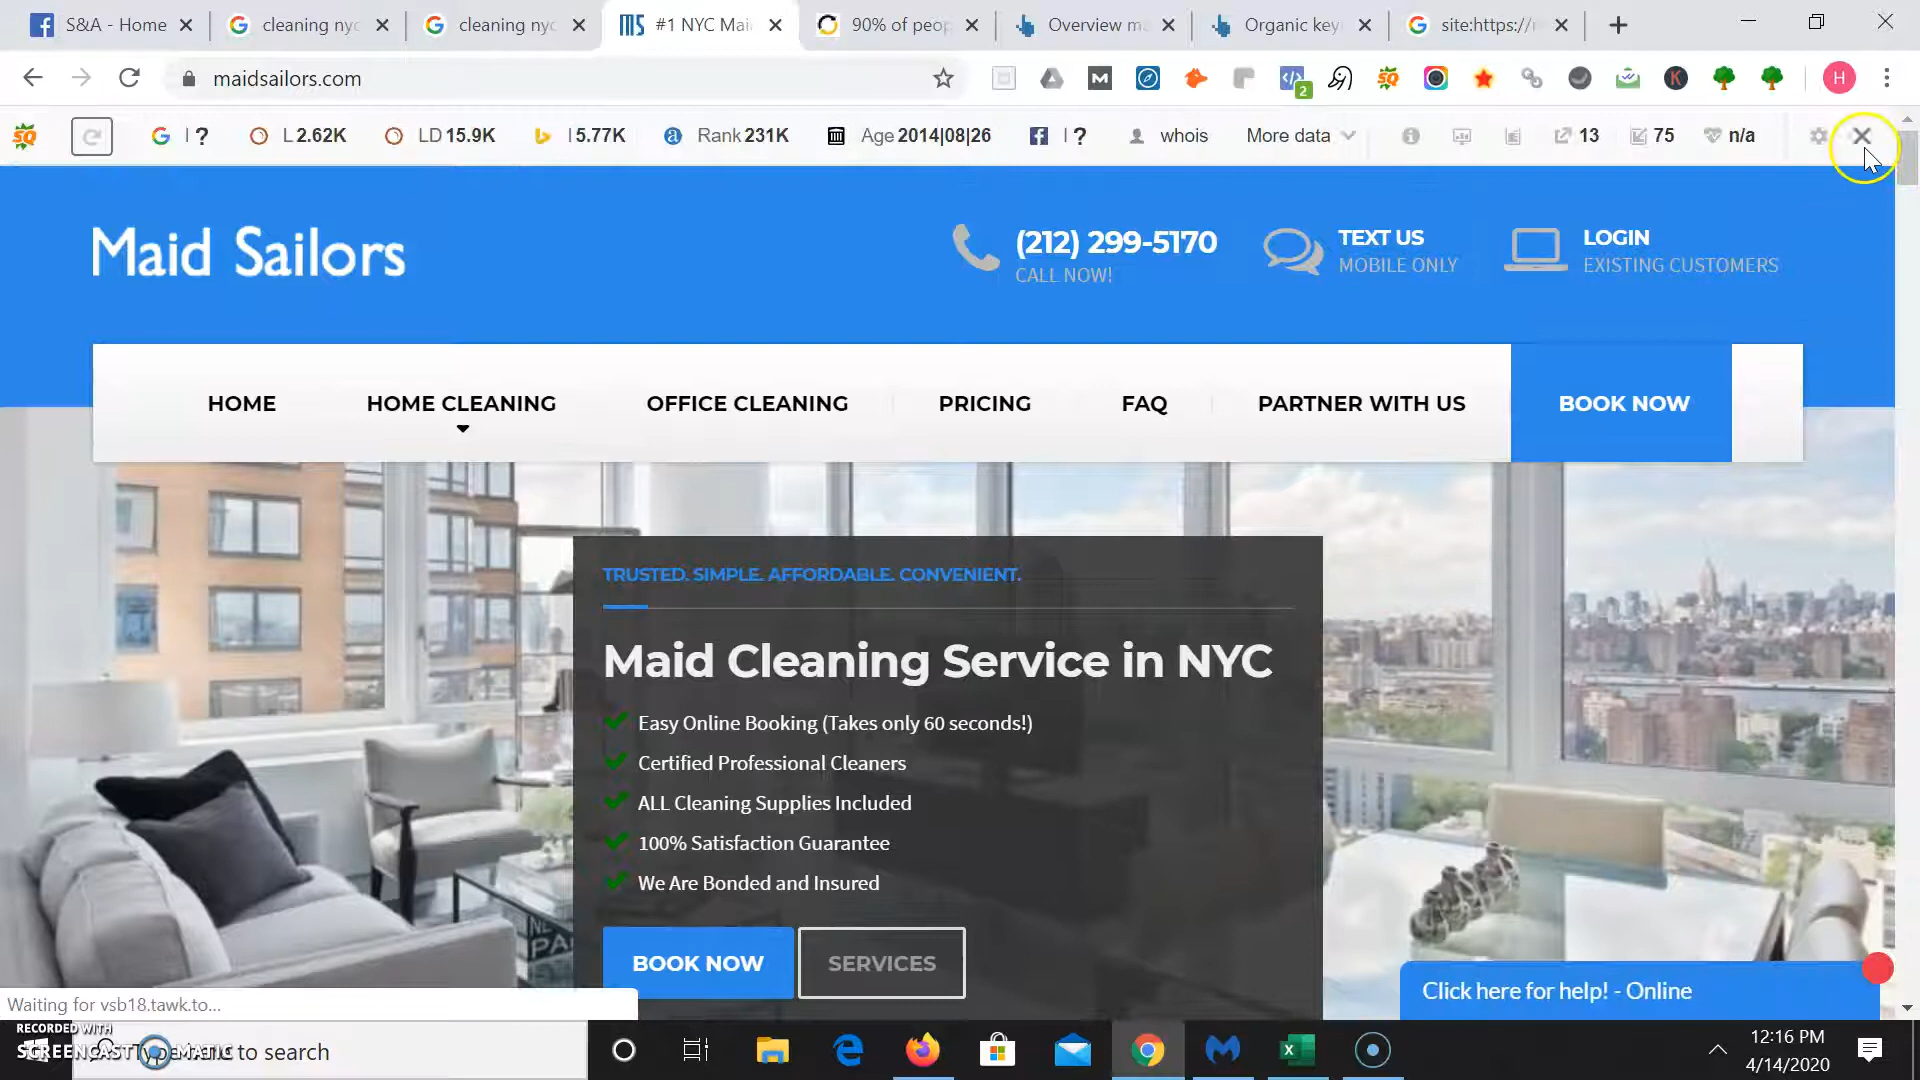 S&A - Home
cleaning nyc
cleaning nyc
#1 NYC Mai
90% of peop
Overview ma
Organic key
site:https://m
maidsailors.com
2
H
I ?
L 2.62K
LD 15.9K
I 5.77K
Rank 231K
Age 2014|08|26
I ?
whois
More data
13
75
n/a
Maid Sailors
(212) 299-5170
CALL NOW!
TEXT US
MOBILE ONLY
LOGIN
EXISTING CUSTOMERS
HOME
HOME CLEANING
OFFICE CLEANING
PRICING
FAQ
PARTNER WITH US
BOOK NOW
TRUSTED. SIMPLE. AFFORDABLE. CONVENIENT.
Maid Cleaning Service in NYC
Easy Online Booking (Takes only 60 seconds!)
Certified Professional Cleaners
ALL Cleaning Supplies Included
100% Satisfaction Guarantee
We Are Bonded and Insured
BOOK NOW
SERVICES
Click here for help! - Online
Waiting for vsb18.tawk.to...
RECORDED WITH
SCREENCAST MATIC
Type here to search
12:16 PM
4/14/2020